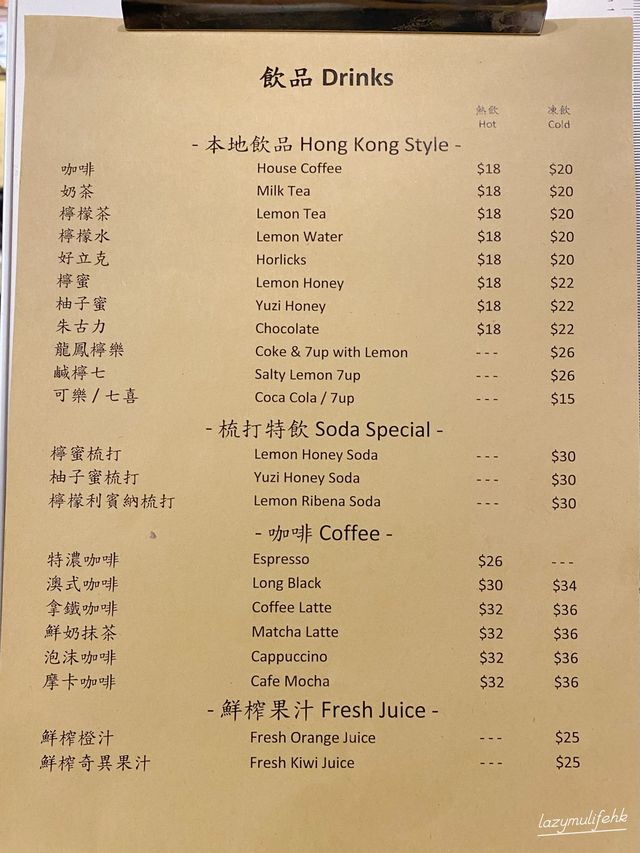 飲品 Drinks
熱飲 凍飲
Hot Cold
- 本地飲品 Hong Kong Style -
咖啡 House Coffee $18 $20
奶茶 Milk Tea $18 $20
檸檬茶 Lemon Tea $18 $20
檸檬水 Lemon Water $18 $20
好立克 Horlicks $18 $20
檸蜜 Lemon Honey $18 $22
柚子蜜 Yuzi Honey $18 $22
朱古力 Chocolate $18 $22
龍鳳檸樂 Coke & 7up with Lemon --- $26
鹹檸七 Salty Lemon 7up --- $26
可樂 / 七喜 Coca Cola / 7up --- $15
- 梳打特飲 Soda Special -
檸蜜梳打 Lemon Honey Soda --- $30
柚子蜜梳打 Yuzi Honey Soda --- $30
檸檬利賓納梳打 Lemon Ribena Soda --- $30
- 咖啡 Coffee -
特濃咖啡 Espresso $26 ---
澳式咖啡 Long Black $30 $34
拿鐵咖啡 Coffee Latte $32 $36
鮮奶抹茶 Matcha Latte $32 $36
泡沫咖啡 Cappuccino $32 $36
摩卡咖啡 Cafe Mocha $32 $36
- 鮮榨果汁 Fresh Juice -
鮮榨橙汁 Fresh Orange Juice --- $25
鮮榨奇異果汁 Fresh Kiwi Juice --- $25
lazymulifehk